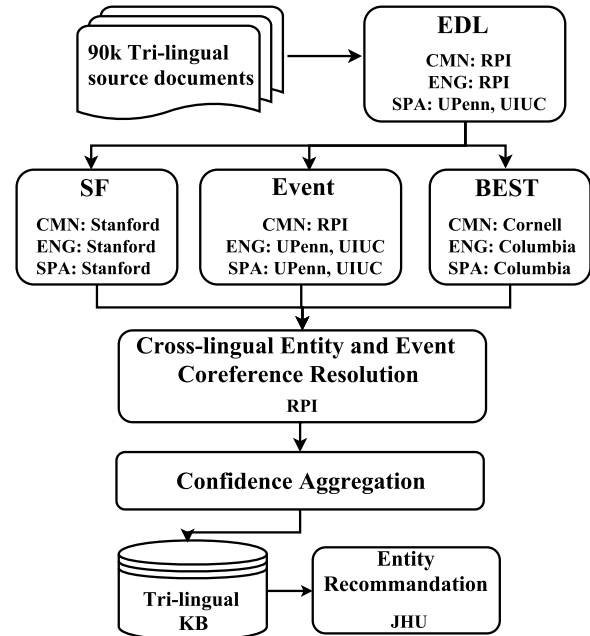 90k Tri-lingual
source documents
EDL
CMN: RPI
ENG: RPI
SPA: UPenn, UIUC
SF
CMN: Stanford
ENG: Stanford
SPA: Stanford
Event
CMN: RPI
ENG: UPenn, UIUC
SPA: UPenn, UIUC
BEST
CMN: Cornell
ENG: Columbia
SPA: Columbia
Cross-lingual Entity and Event
Coreference Resolution
RPI
Confidence Aggregation
Tri-lingual
KB
Entity
Recommandation
JHU